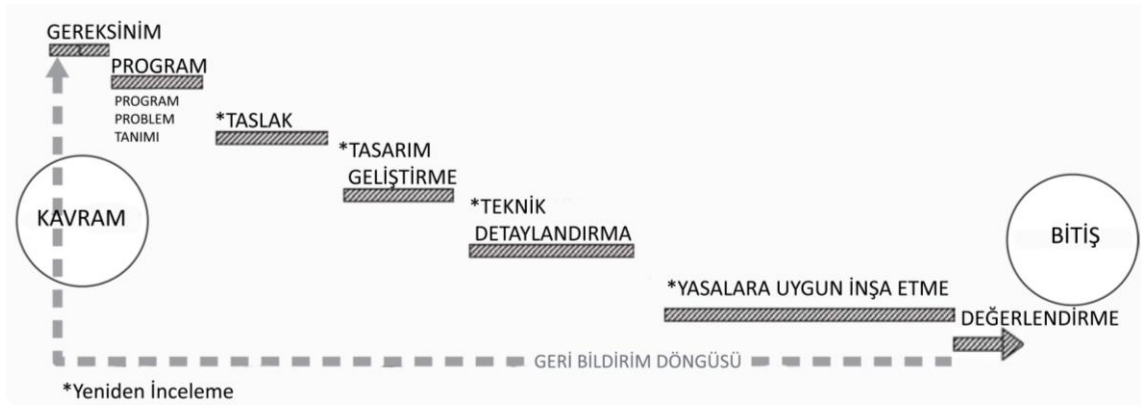 GEREKSİNİM
PROGRAM
PROGRAM
PROBLEM
TANIMI
*TASLAK
*TASARIM
GELİŞTİRME
*TEKNİK
DETAYLANDIRMA
KAVRAM
BİTİŞ
*YASALARA UYGUN İNŞA ETME
DEĞERLENDİRME
GERİ BİLDİRİM DÖNGÜSÜ
*Yeniden İnceleme